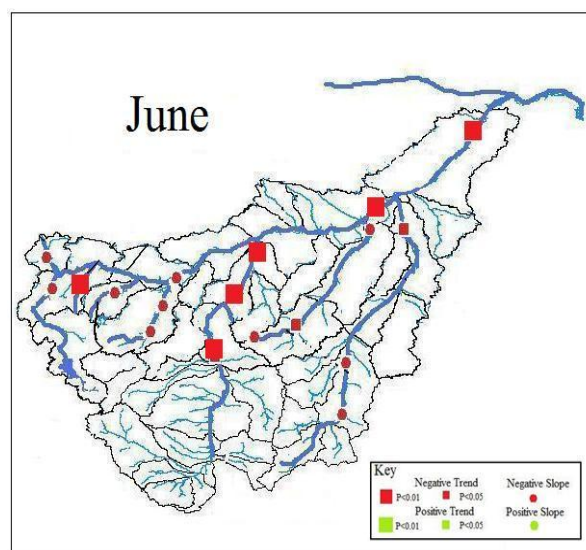 June
Key
Negative Trend Negative Slope
P<0.01 P<0.05
Positive Trend Positive Slope
P<0.01 P<0.05